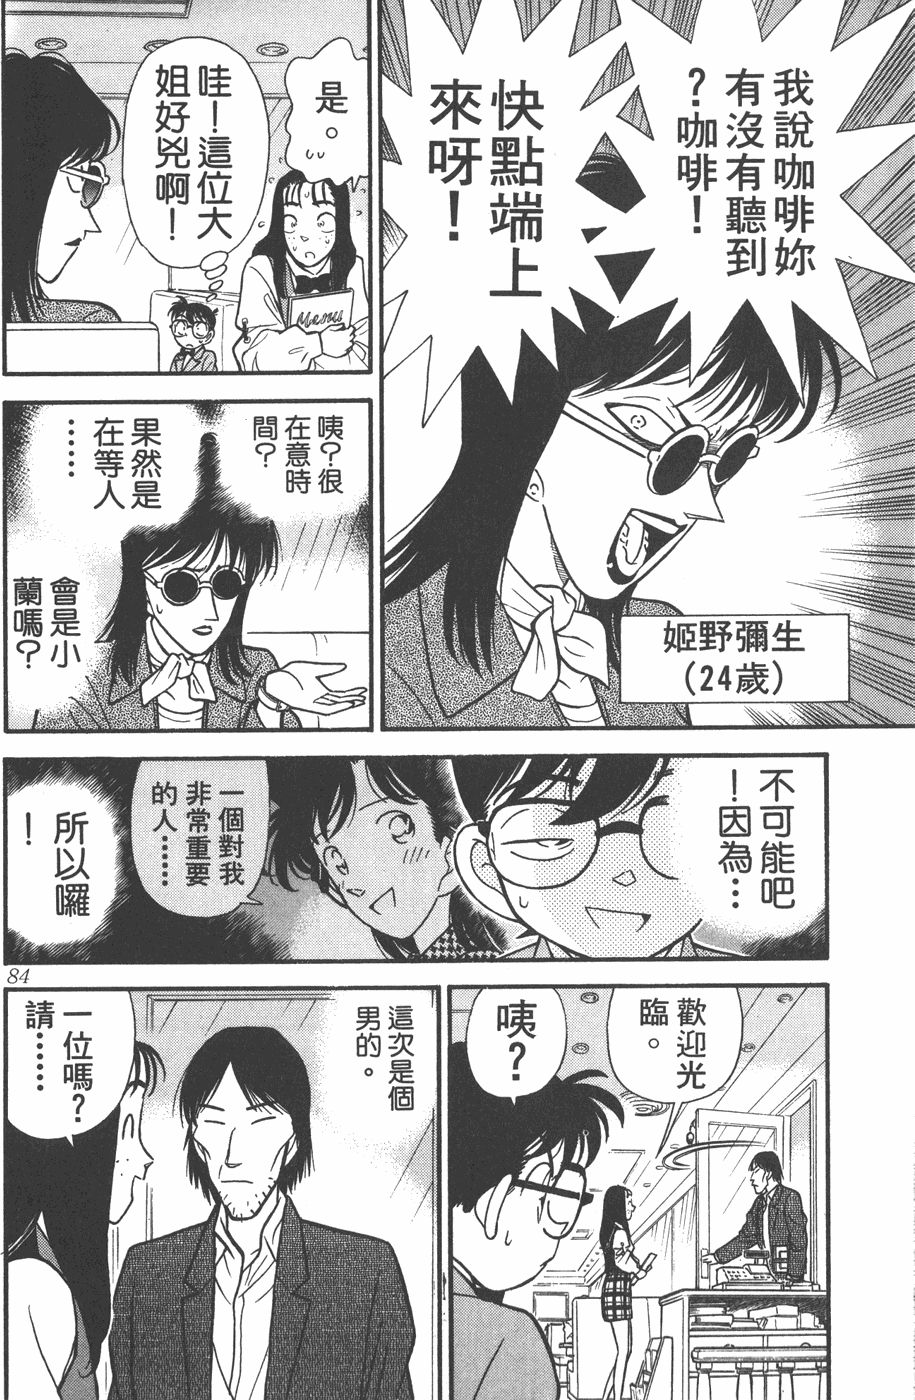 我說咖啡妳
有沒有聽到
?咖啡!
快點端上
來呀!
姬野彌生
(24歲)
是。
哇!這位大
姐好兇啊!
Menu
咦?很
在意時
間?
果然是
在等人
……
會是小
蘭嗎?
不可能吧
!因為…
一個對我
非常重要
的人……
所以囉
!
84
歡迎光
臨。
咦?
這次是個
男的。
一位嗎?
請……